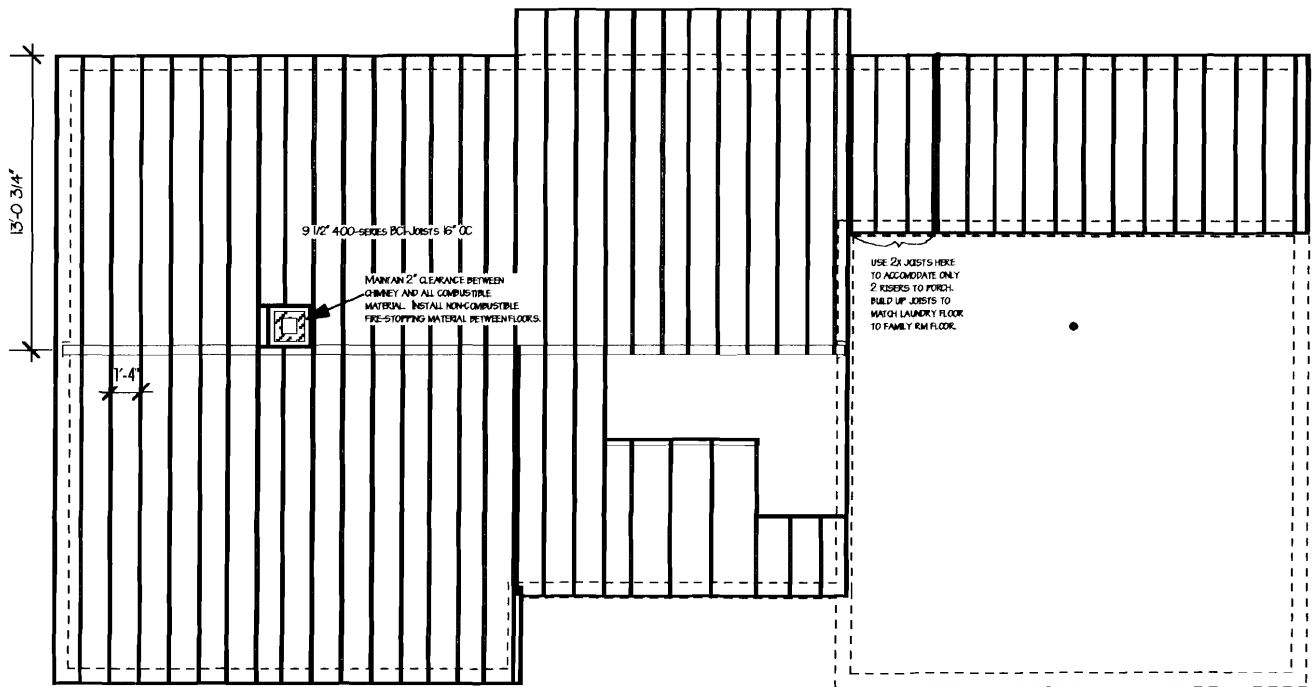 13'-0 3/4"
9 1/2" 400-SERIES BCI JOISTS 16" OC
MAINTAIN 2" CLEARANCE BETWEEN
CHIMNEY AND ALL COMBUSTIBLE
MATERIAL. INSTALL NON-COMBUSTIBLE
FIRE-STOPPING MATERIAL BETWEEN FLOORS.
1'-4"
USE 2X JOISTS HERE
TO ACCOMODATE ONLY
2 RISERS TO PORCH.
BUILD UP JOISTS TO
MATCH LAUNDRY FLOOR
TO FAMILY RM FLOOR.